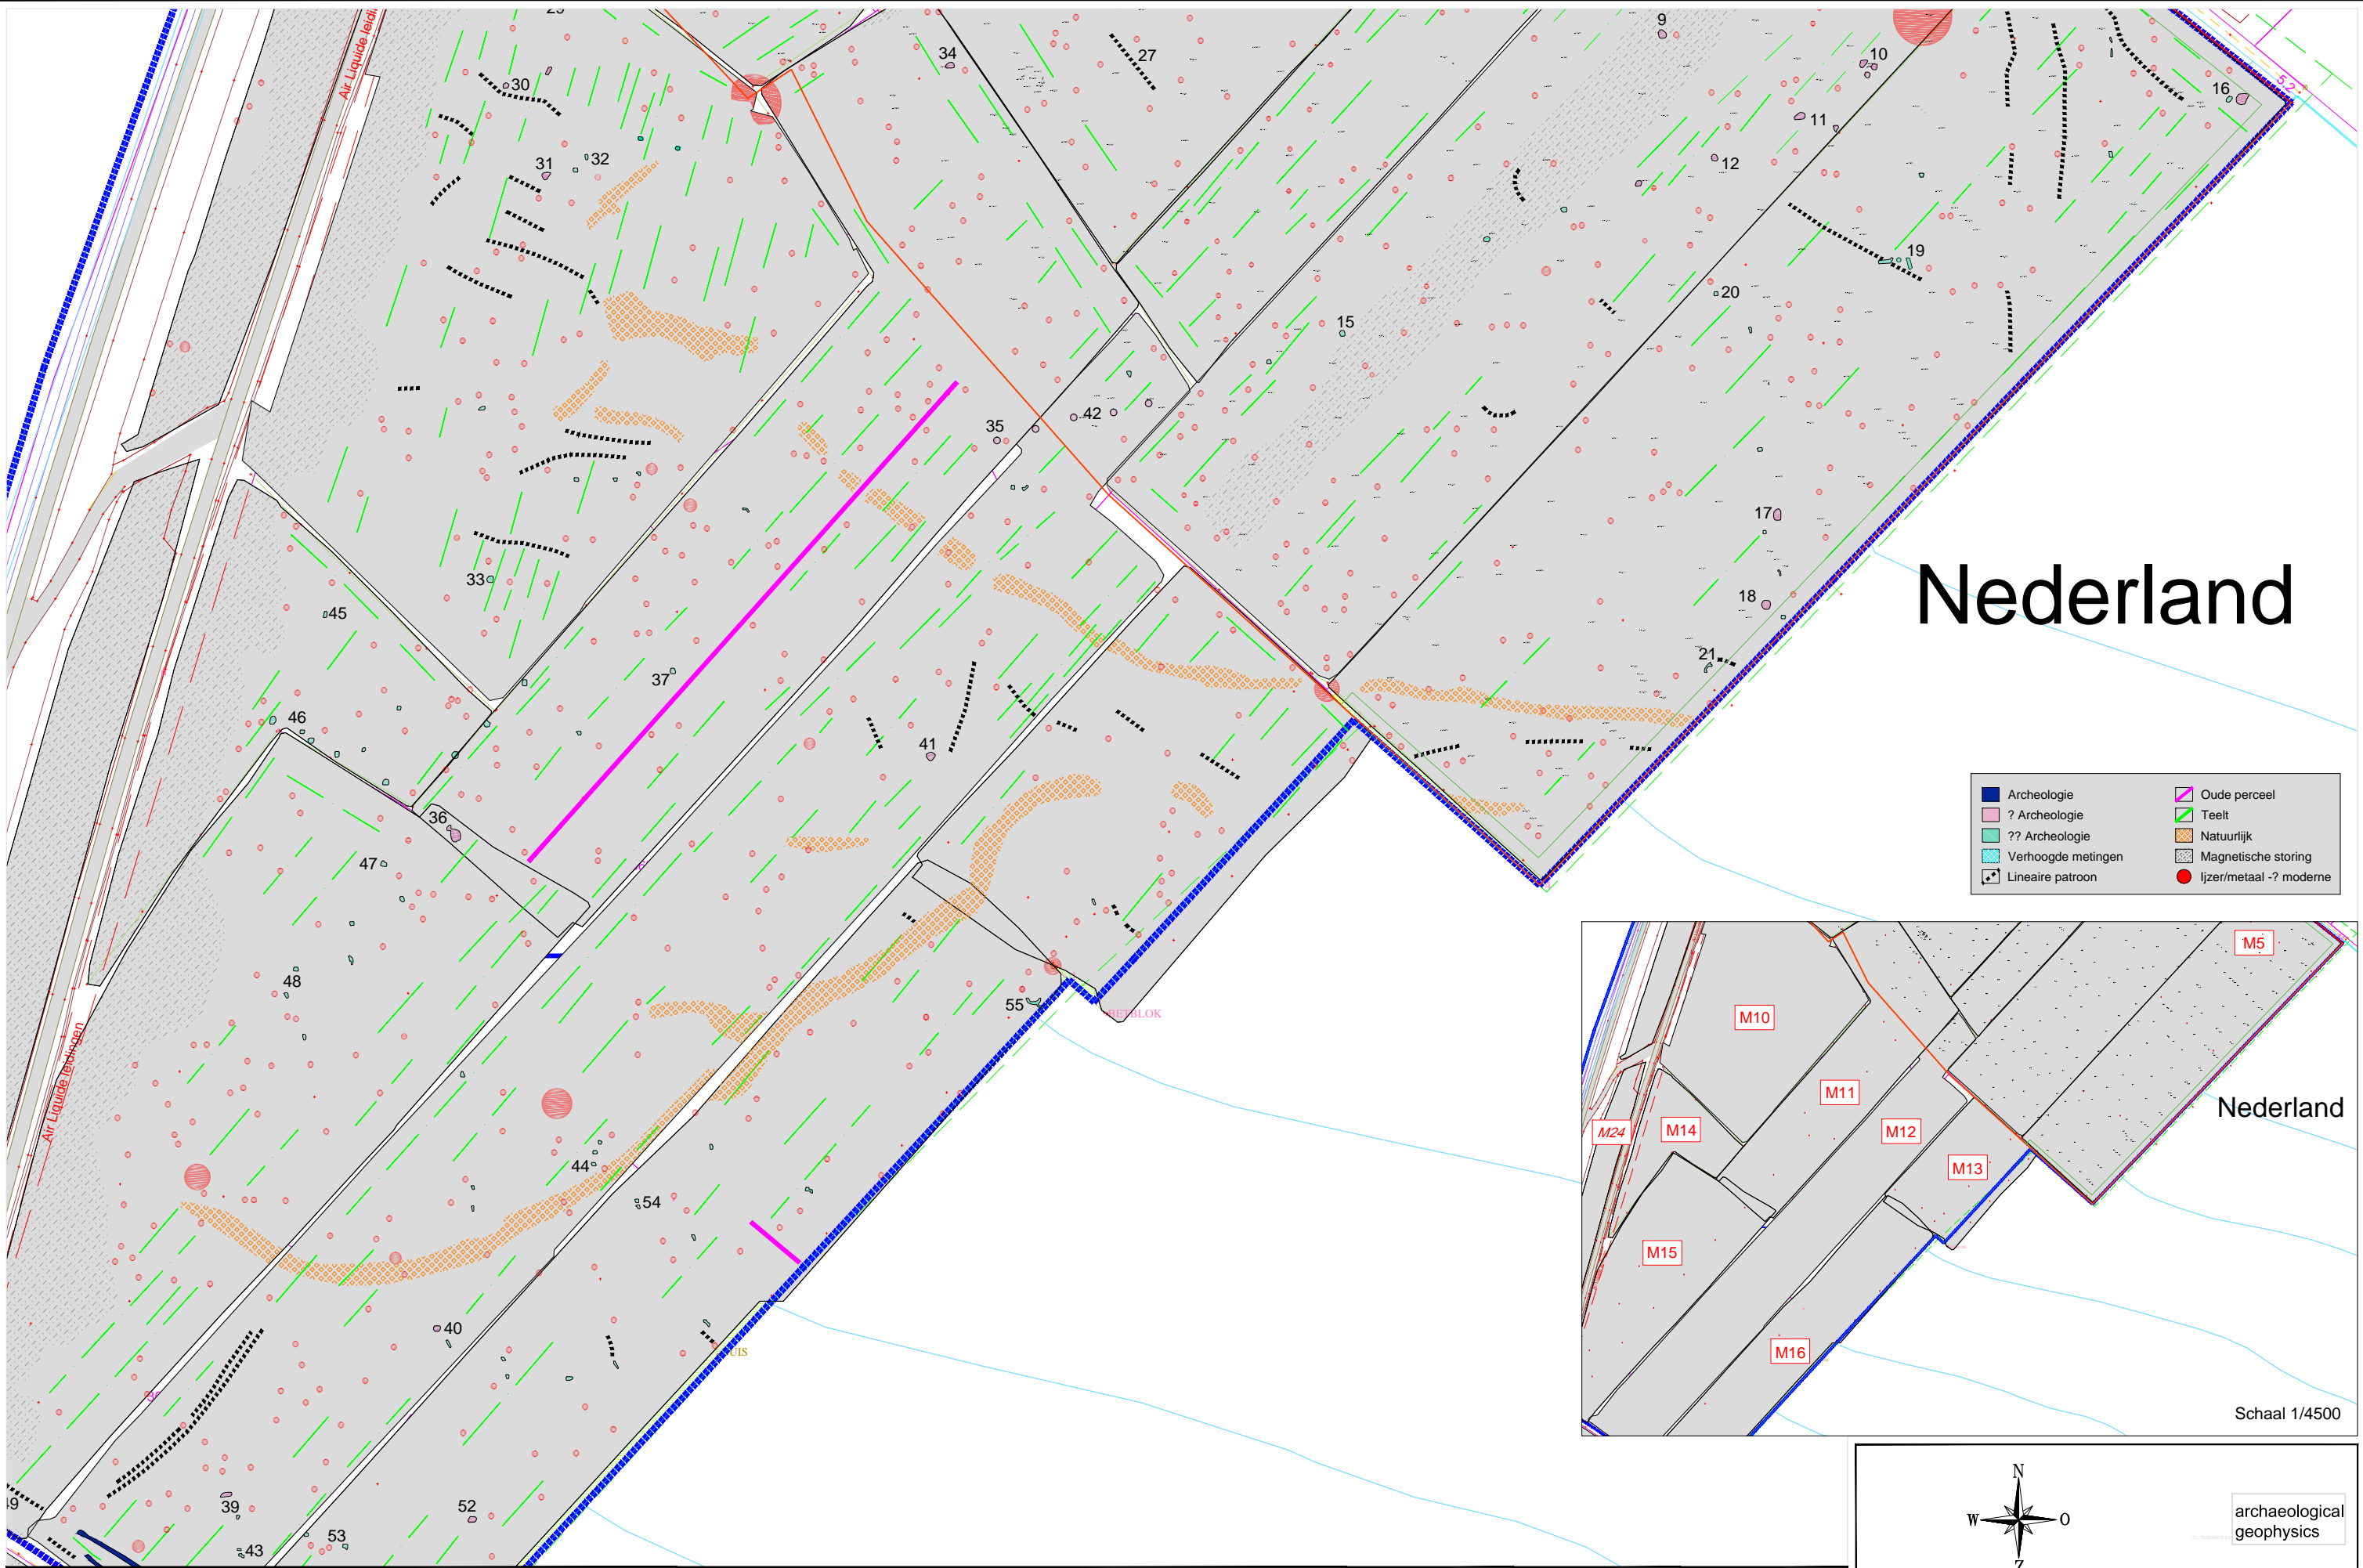 Air Liquide leidi
34
27
9
10
16
5.2
30
11
31
32
12
19
20
15
42
35
17
33
18
45
37
21
46
41
36
47
48
55
BETBLOK
Air Liquide leidingen
44
54
40
39
52
43
53
Nederland
Archeologie
? Archeologie
?? Archeologie
Verhoogde metingen
Lineaire patroon
Oude perceel
Teelt
Natuurlijk
Magnetische storing
Ijzer/metaal -? moderne
M5
M10
M11
M12
M24
M14
M13
M15
M16
Nederland
Schaal 1/4500
N
W
O
Z
archaeological
geophysics